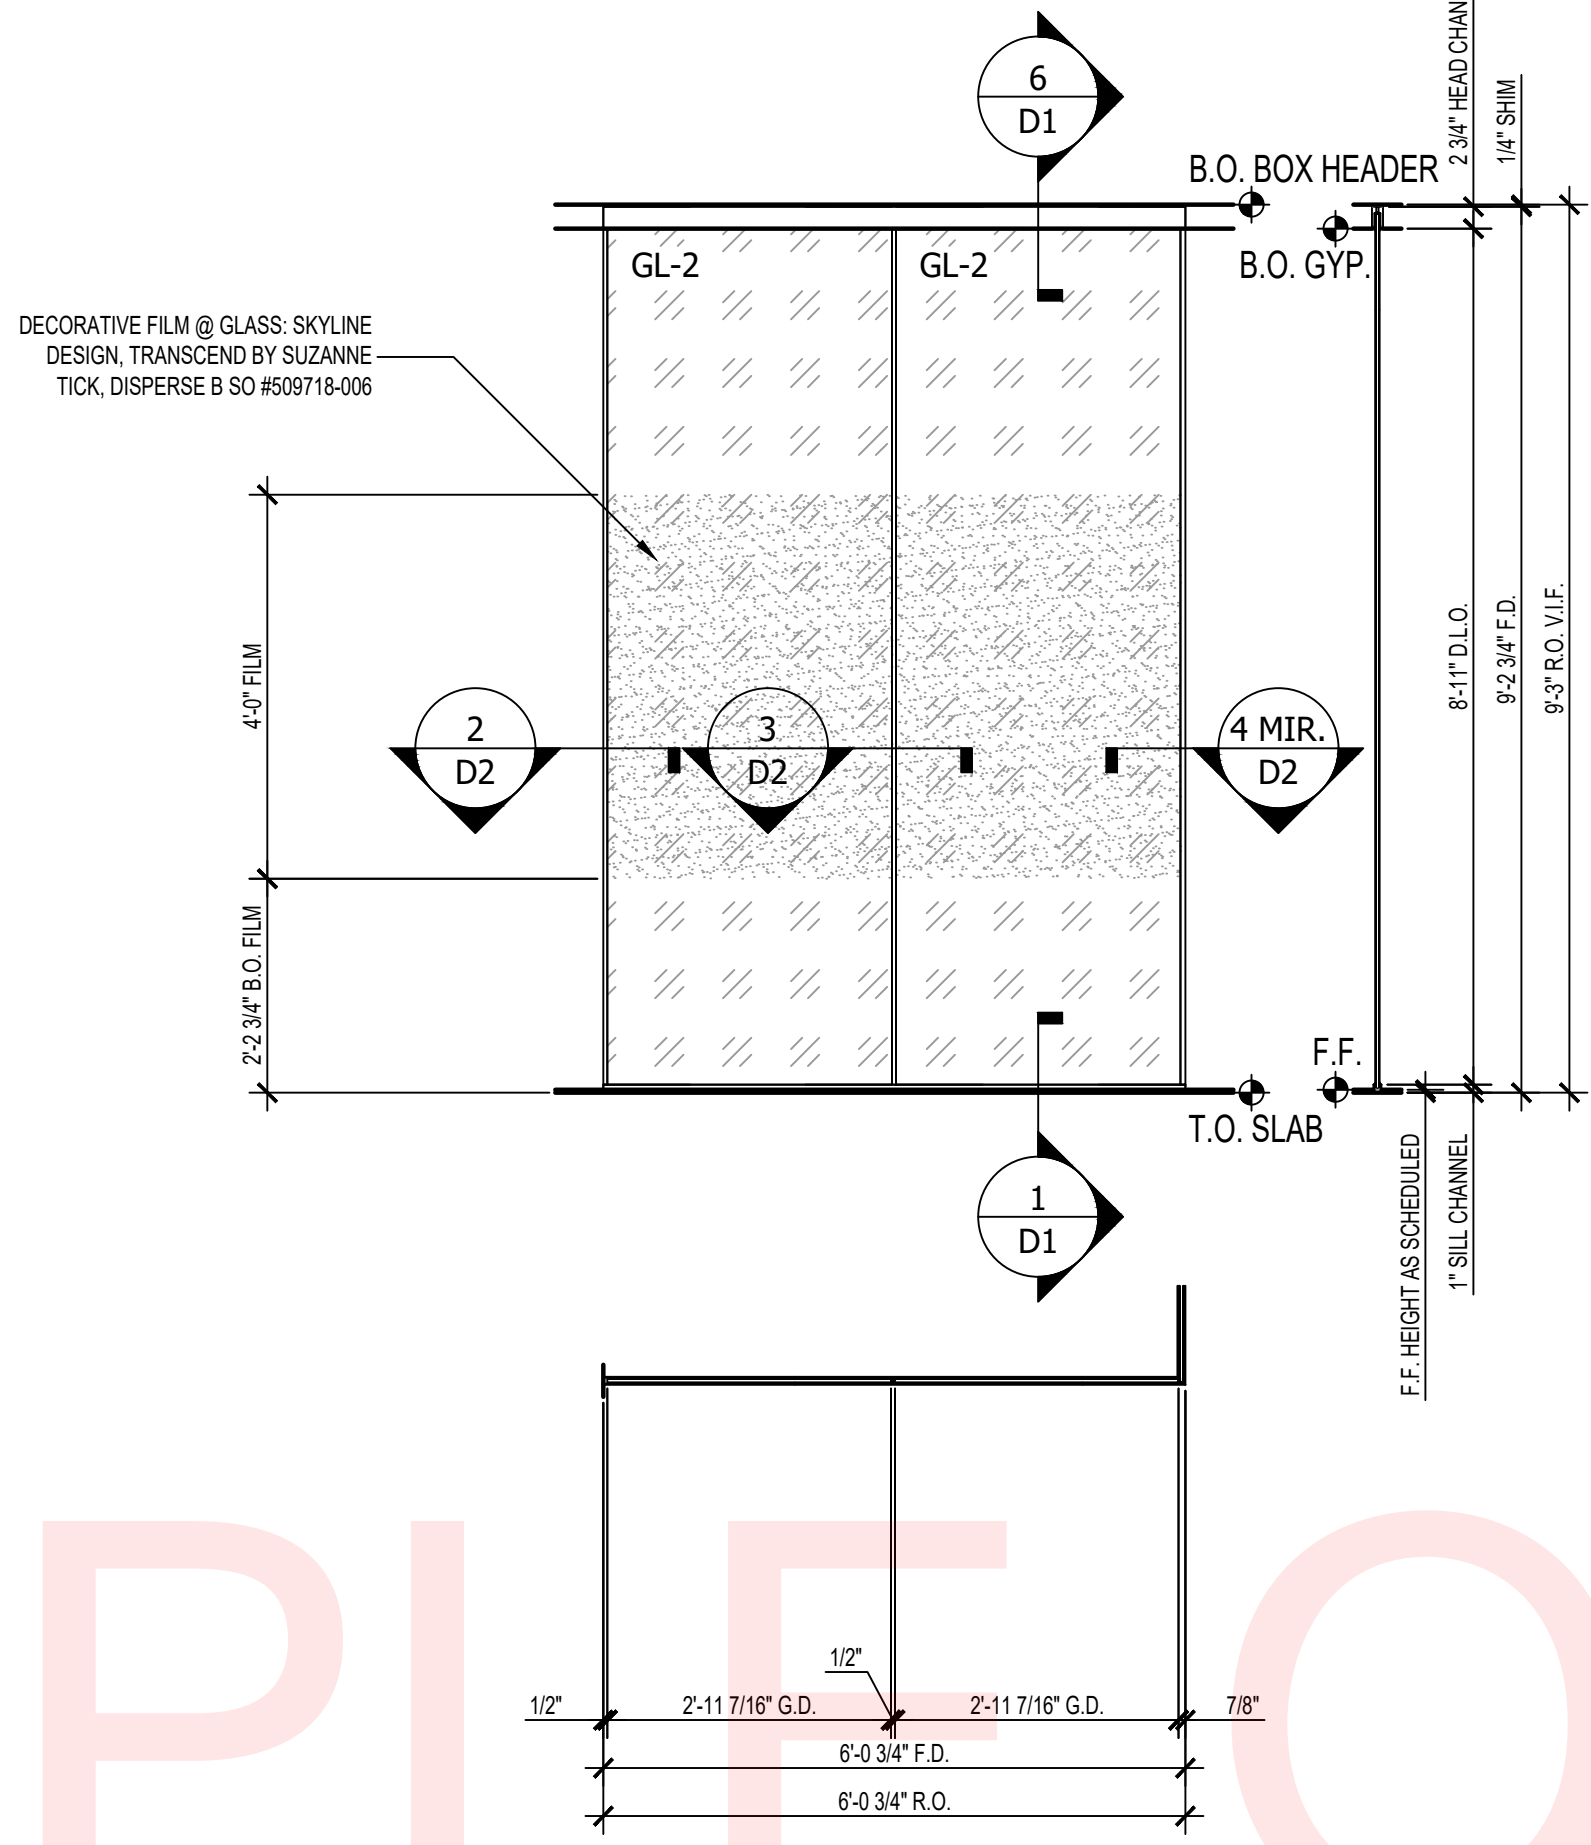 6
D1
2 3/4" HEAD CHAN
1/4" SHIM
B.O. BOX HEADER
GL-2
GL-2
B.O. GYP.
DECORATIVE FILM @ GLASS: SKYLINE
DESIGN, TRANSCEND BY SUZANNE
TICK, DISPERSE B SO #509718-006
4'-0" FILM
2
D2
3
D2
4 MIR.
D2
8'-11" D.L.O.
9'-2 3/4" F.D.
9'-3" R.O. V.I.F.
2'-2 3/4" B.O. FILM
F.F.
T.O. SLAB
1
D1
F.F. HEIGHT AS SCHEDULED
1" SILL CHANNEL
1/2"
1/2"
2'-11 7/16" G.D.
2'-11 7/16" G.D.
7/8"
6'-0 3/4" F.D.
6'-0 3/4" R.O.